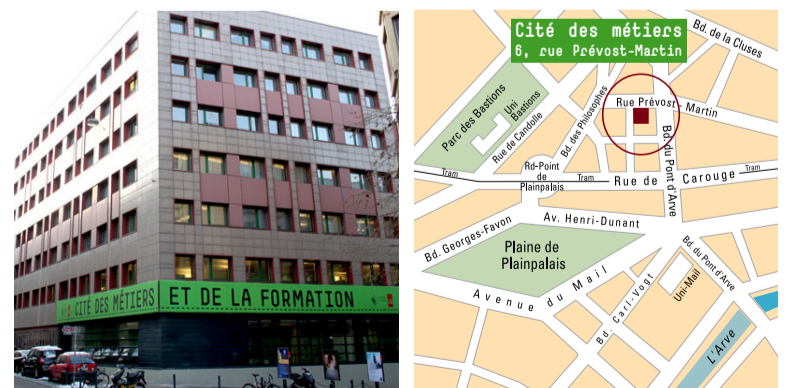 CITÉ DES MÉTIERS
ET DE LA FORMATION
Cité des métiers
6, rue Prévost-Martin
Bd. de la Cluses
Parc des Bastions
Uni
Bastions
Rue de Candolle
Bd. des Philosophes
Rue Prévost - Martin
Bd. du Pont d'Arve
Tram
Rd-Point
de
Plainpalais
Tram
Rue de Carouge
Tram
Bd. Georges-Favon
Av. Henri-Dunant
Plaine de
Plainpalais
Avenue du Mail
Bd. Carl-Vogt
Uni-Mail
Bd. du Pont d'Arve
L'Arve